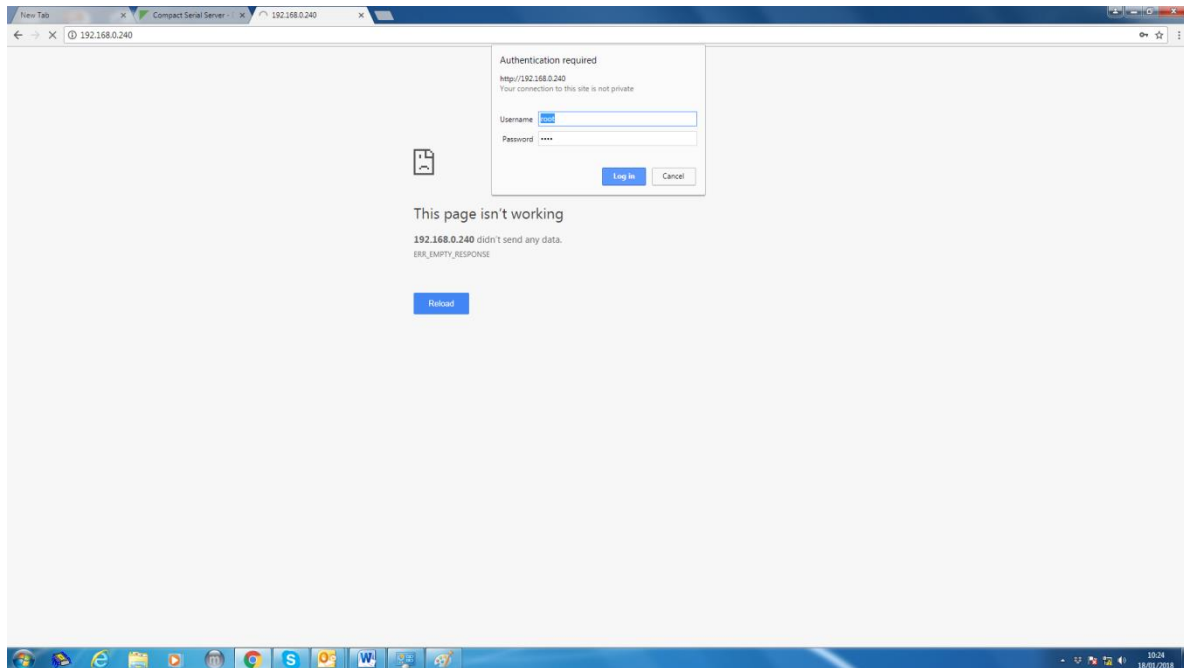 New Tab
Compact Serial Server -
192.168.0.240
192.168.0.240
Authentication required
http://192.168.0.240
Your connection to this site is not private
Username root
Password ••••
Log in Cancel
This page isn't working
192.168.0.240 didn't send any data.
ERR_EMPTY_RESPONSE
Reload
10:24
18/01/2018